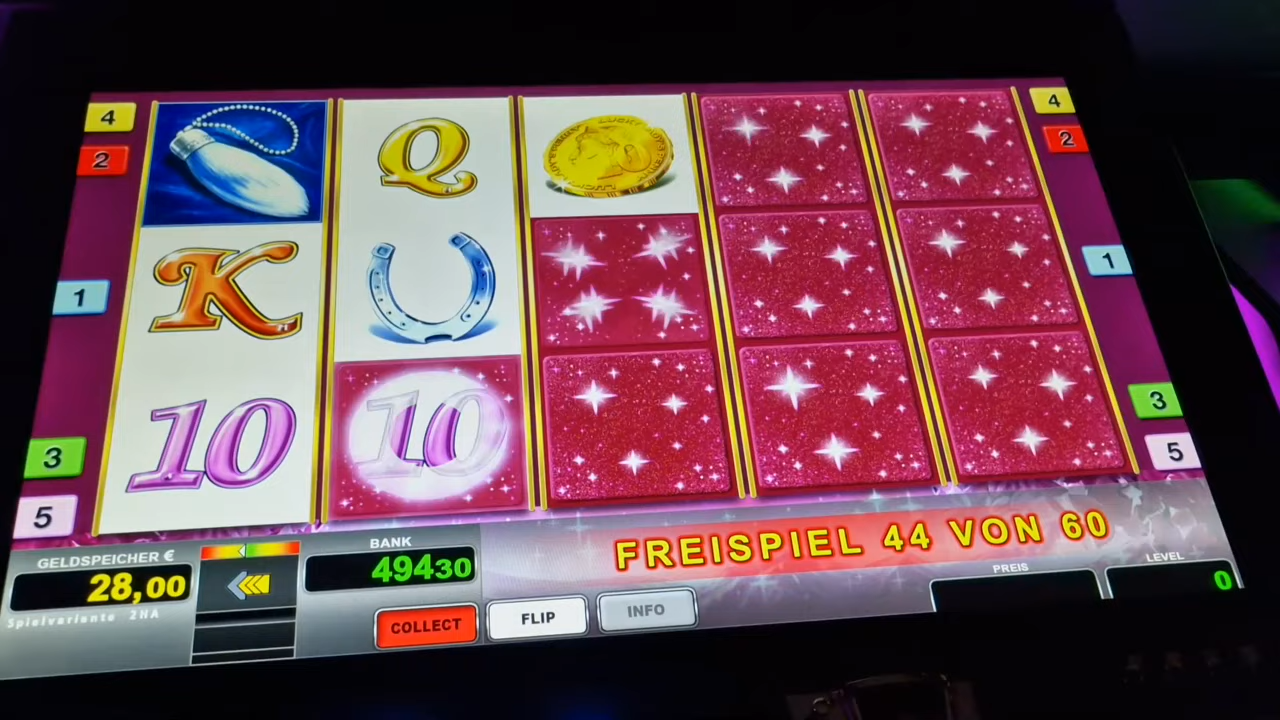 4
4
Q
2
2
K
1
1
10
10
3
3
5
5
FREISPIEL 44 VON 60
GELDSPEICHER €
BANK
PREIS
LEVEL
28,00
49430
0
Spielvariante 2HA
COLLECT
FLIP
INFO